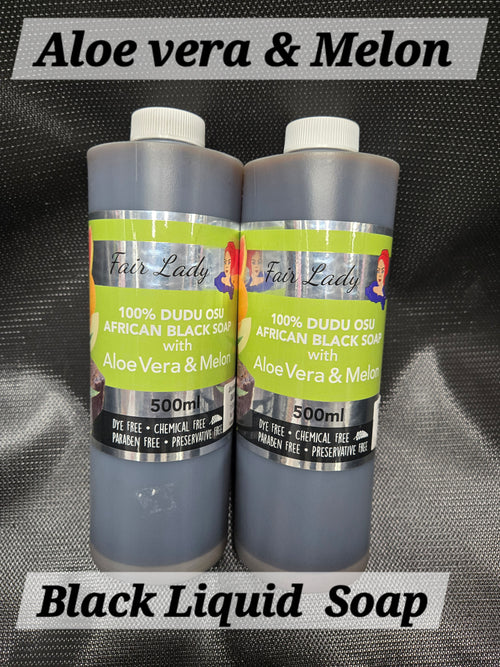 Aloe vera & Melon
Fair Lady
100% DUDU OSU
AFRICAN BLACK SOAP
with
Aloe Vera & Melon
500ml
DYE FREE • CHEMICAL FREE
PARABEN FREE • PRESERVATIVE FREE
Fair Lady
100% DUDU OSU
AFRICAN BLACK SOAP
with
Aloe Vera & Melon
500ml
DYE FREE • CHEMICAL FREE
PARABEN FREE • PRESERVATIVE FREE
Black Liquid Soap